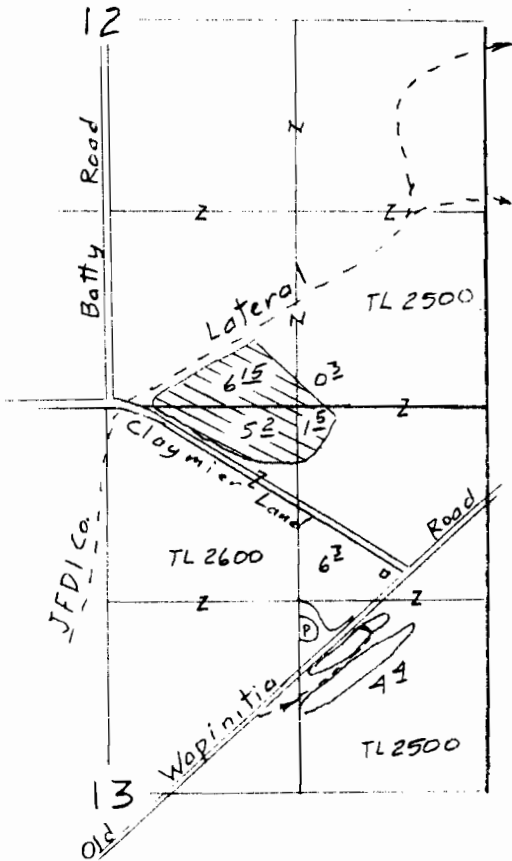 12
Batty Road
Lateral
TL 2500
6 15
0 3
5 2
1 5
Z
Claymier Land
Road
JFDI Co.
TL 2600
6 3
Z
Z
P
4 4
Wapinitia
TL 2500
13
Old